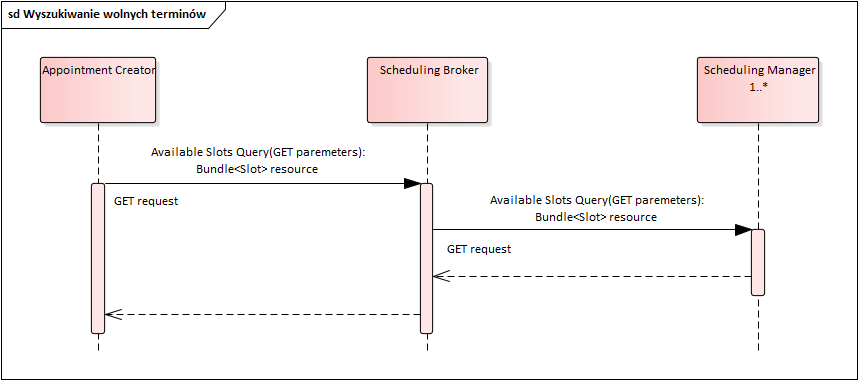 sd Wyszukiwanie wolnych terminów
Appointment Creator
Scheduling Broker
Scheduling Manager
1..*
Available Slots Query(GET paremeters):
Bundle<Slot> resource
GET request
Available Slots Query(GET paremeters):
Bundle<Slot> resource
GET request